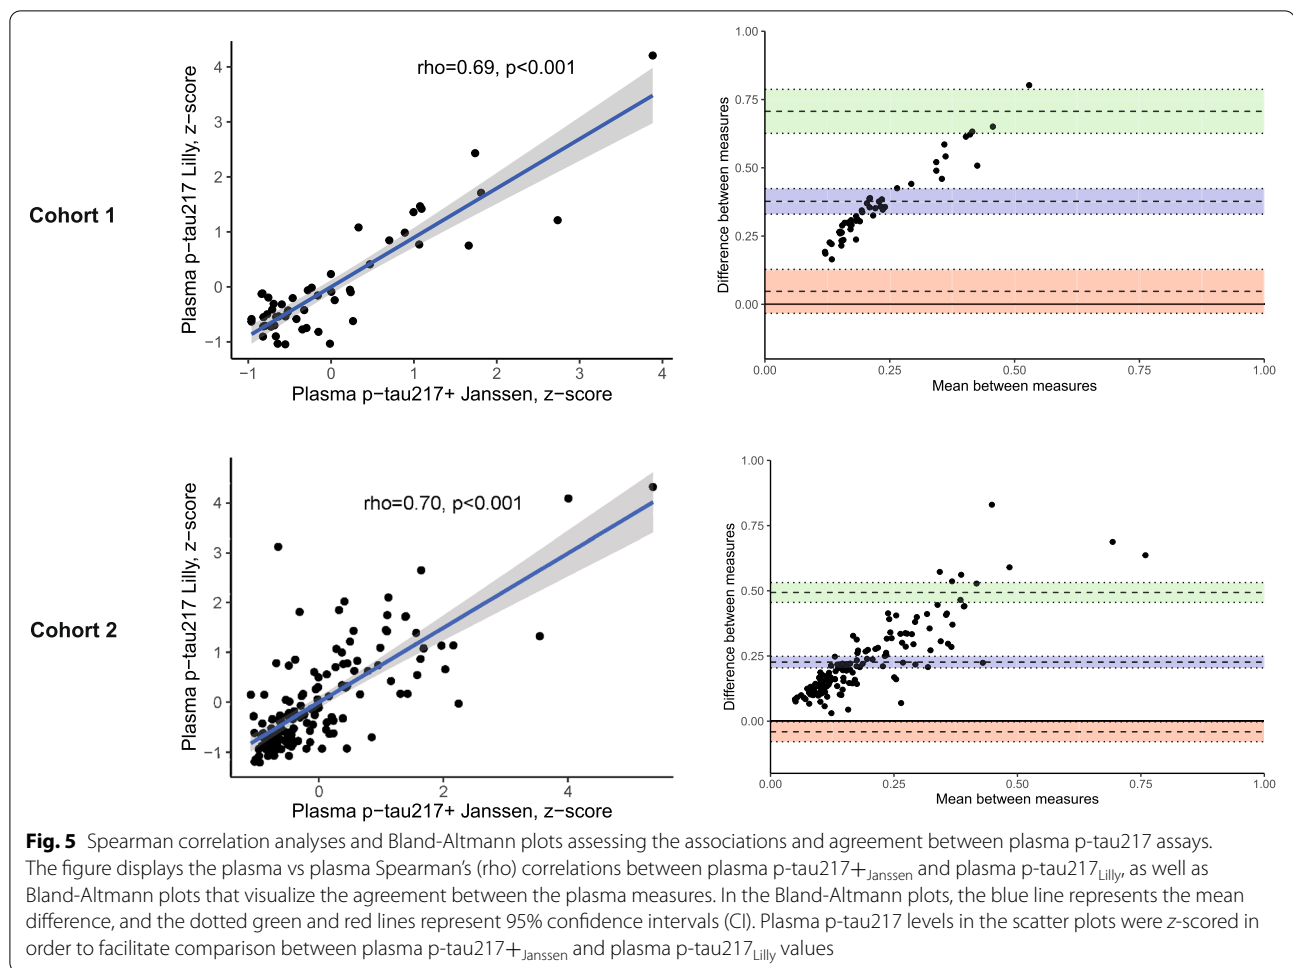 Cohort 1
Plasma p−tau217 Lilly, z−score
4
3
2
1
0
−1
rho=0.69, p<0.001
−1 0 1 2 3 4
Plasma p−tau217+ Janssen, z−score
Difference between measures
1.00
0.75
0.50
0.25
0.00
0.00 0.25 0.50 0.75 1.00
Mean between measures
Cohort 2
Plasma p−tau217 Lilly, z−score
4
3
2
1
0
−1
rho=0.70, p<0.001
0 2 4
Plasma p−tau217+ Janssen, z−score
Difference between measures
1.00
0.75
0.50
0.25
0.00
0.00 0.25 0.50 0.75 1.00
Mean between measures
Fig. 5 Spearman correlation analyses and Bland-Altmann plots assessing the associations and agreement between plasma p-tau217 assays.
The figure displays the plasma vs plasma Spearman's (rho) correlations between plasma p-tau217+Janssen and plasma p-tau217Lilly, as well as
Bland-Altmann plots that visualize the agreement between the plasma measures. In the Bland-Altmann plots, the blue line represents the mean
difference, and the dotted green and red lines represent 95% confidence intervals (CI). Plasma p-tau217 levels in the scatter plots were z-scored in
order to facilitate comparison between plasma p-tau217+Janssen and plasma p-tau217Lilly values